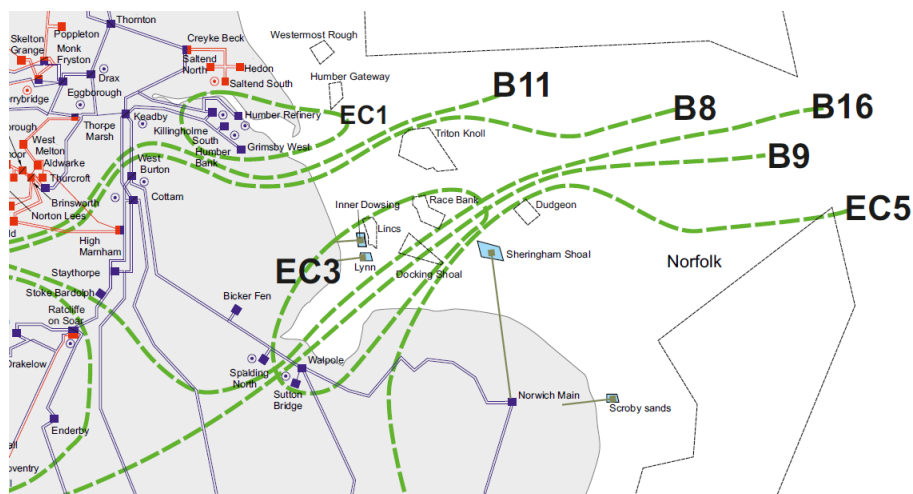 Skelton
Grange
Poppleton
Monk
Fryston
Thornton
Creyke Beck
Westermost Rough
Saltend
North
Hedon
Saltend South
Humber Gateway
Drax
Eggborough
Keadby
Killingholme
Humber Refinery
EC1
B11
B8
B16
Thorpe
Marsh
South
Humber
Bank
Grimsby West
Triton Knoll
West
Melton
Aldwarke
Thurcroft
Brinsworth
Norton Lees
West
Burton
Cottam
B9
High
Marnham
Inner Dowsing
Race Bank
Dudgeon
EC5
Lincs
Lynn
Docking Shoal
Sheringham Shoal
Norfolk
EC3
Staythorpe
Stoke Bardolph
Ratcliffe
on Soar
Bicker Fen
Spalding
North
Walpole
Sutton
Bridge
Norwich Main
Scroby sands
Enderby